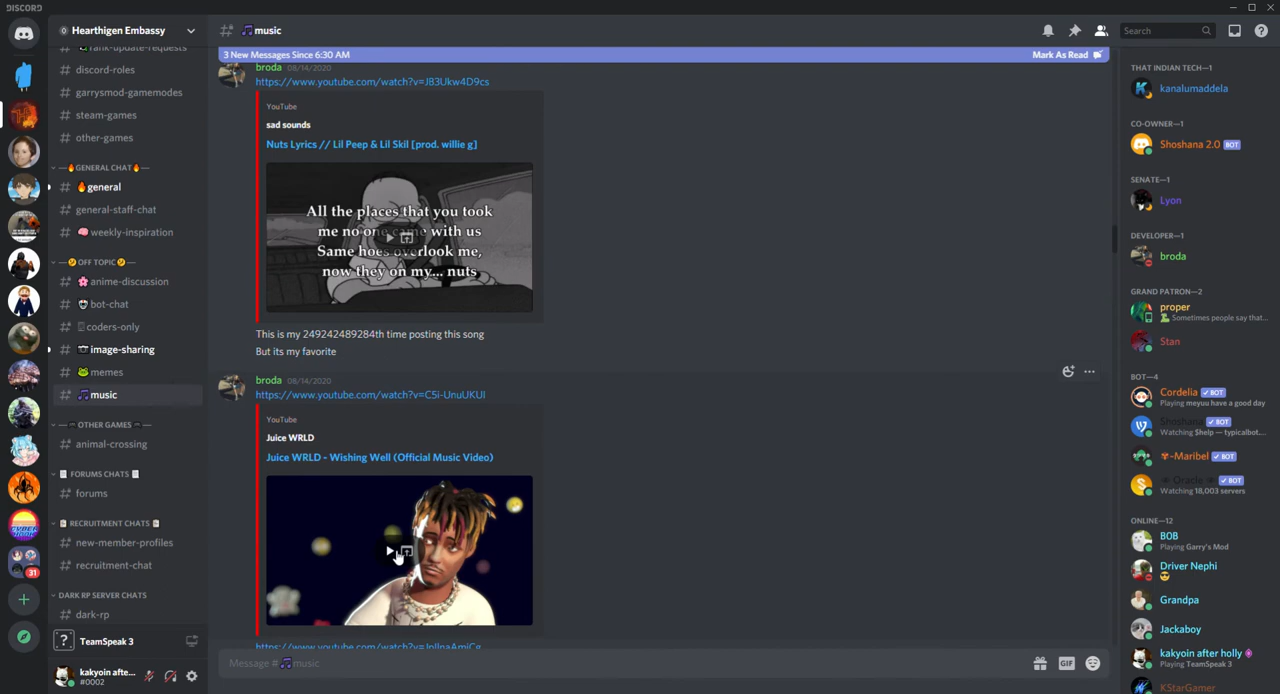 DISCORD
Hearthigen Embassy
rank-update-requests
discord-roles
garrysmod-gamemodes
steam-games
other-games
—🔥GENERAL CHAT🔥—
🔥general
general-staff-chat
🧠weekly-inspiration
—😕OFF TOPIC😕—
🌸anime-discussion
bot-chat
coders-only
📷image-sharing
🐸memes
🎵music
— OTHER GAMES —
animal-crossing
FORUMS CHATS
forums
RECRUITMENT CHATS
new-member-profiles
recruitment-chat
DARK RP SERVER CHATS
dark-rp
31
TeamSpeak 3
kakyoin afte...
#0002
🎵music
Search
3 New Messages Since 6:30 AM
Mark As Read
broda 08/14/2020
https://www.youtube.com/watch?v=J83Ukw4D9cs
YouTube
sad sounds
Nuts Lyrics // Lil Peep & Lil Skil [prod. willie g]
All the places that you took
me no one came with us
Same hoes overlook me,
now they on my... nuts
This is my 249242489284th time posting this song
But its my favorite
broda 08/14/2020
https://www.youtube.com/watch?v=C5i-UnuUKUI
YouTube
Juice WRLD
Juice WRLD - Wishing Well (Official Music Video)
Message #🎵music
GIF
THAT INDIAN TECH—1
kanalumaddela
CO-OWNER—1
Shoshana 2.0 BOT
SENATE—1
Lyon
DEVELOPER—1
broda
GRAND PATRON—2
proper
Sometimes people say that...
Stan
BOT—4
Cordelia ✓BOT
Playing meyuu have a good day
Shoshana ✓BOT
Watching $help — typicalbot...
-Maribel ✓BOT
Oracle ✓BOT
Watching 18,003 servers
ONLINE—12
BOB
Playing Garry's Mod
Driver Nephi
😎
Grandpa
Jackaboy
kakyoin after holly
Playing TeamSpeak 3
KStarGamer